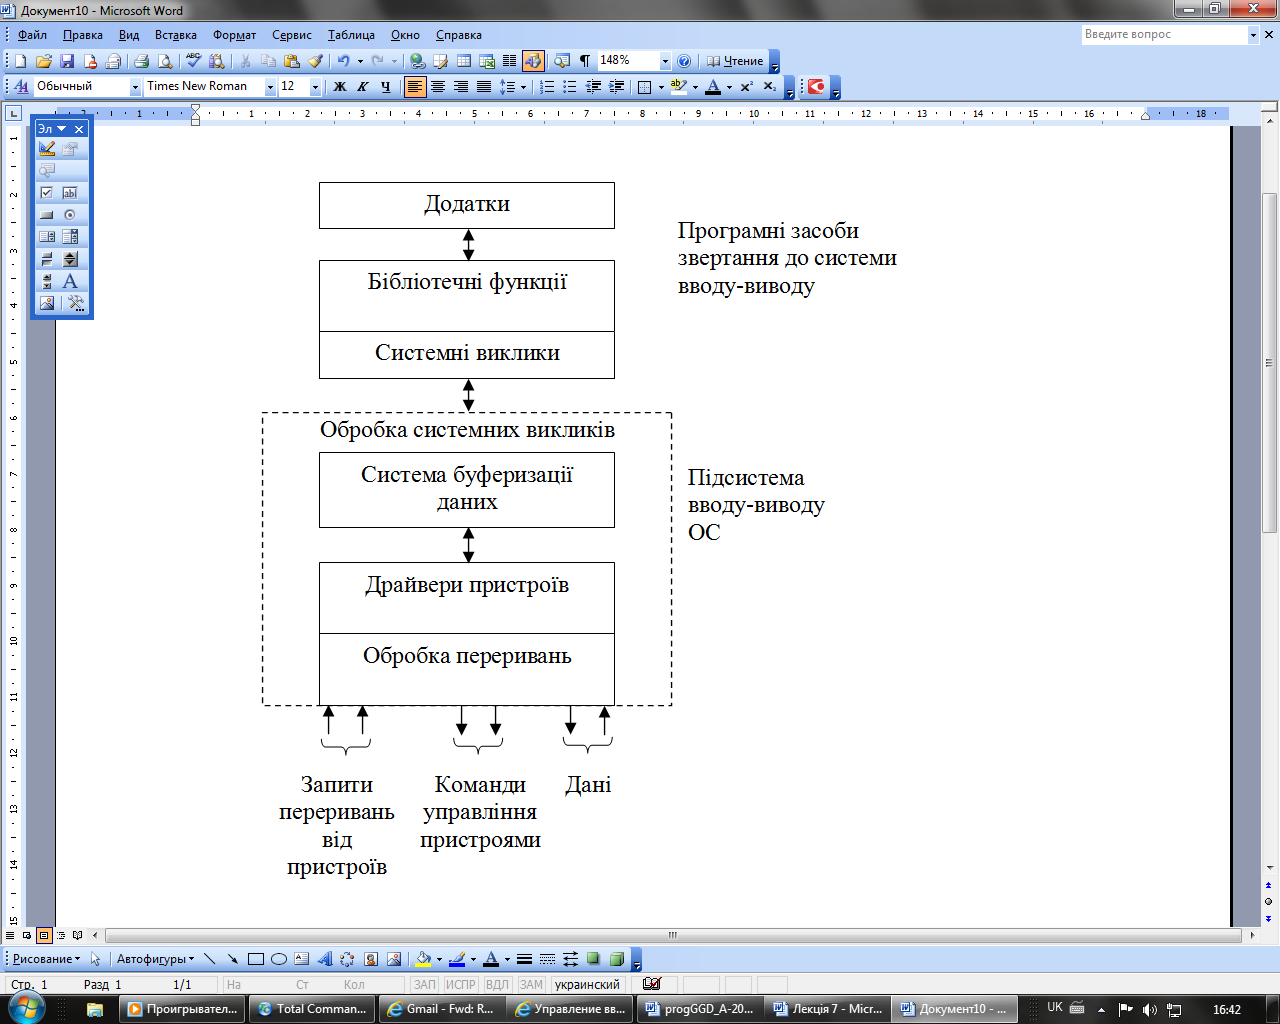 Документ10 - Microsoft Word
Файл Правка Вид Вставка Формат Сервис Таблица Окно Справка Введите вопрос
148% Чтение
Обычный Times New Roman 12 Ж К Ч
Эл
Додатки
Програмні засоби
звертання до системи
вводу-виводу
Бібліотечні функції
Системні виклики
Обробка системних викликів
Система буферизації
даних
Підсистема
вводу-виводу
ОС
Драйвери пристроїв
Обробка переривань
Запити
переривань
від
пристроїв
Команди
управління
пристроями
Дані
Рисование Автофигуры
Стр. 1 Разд 1 1/1 На Ст Кол ЗАП ИСПР ВДЛ ЗАМ украинский
Проигрывател... Total Comman... Gmail - Fwd: R... Управление вв... progGGD_A-20... Лекція 7 - Micr... Документ10 - ... UK 16:42